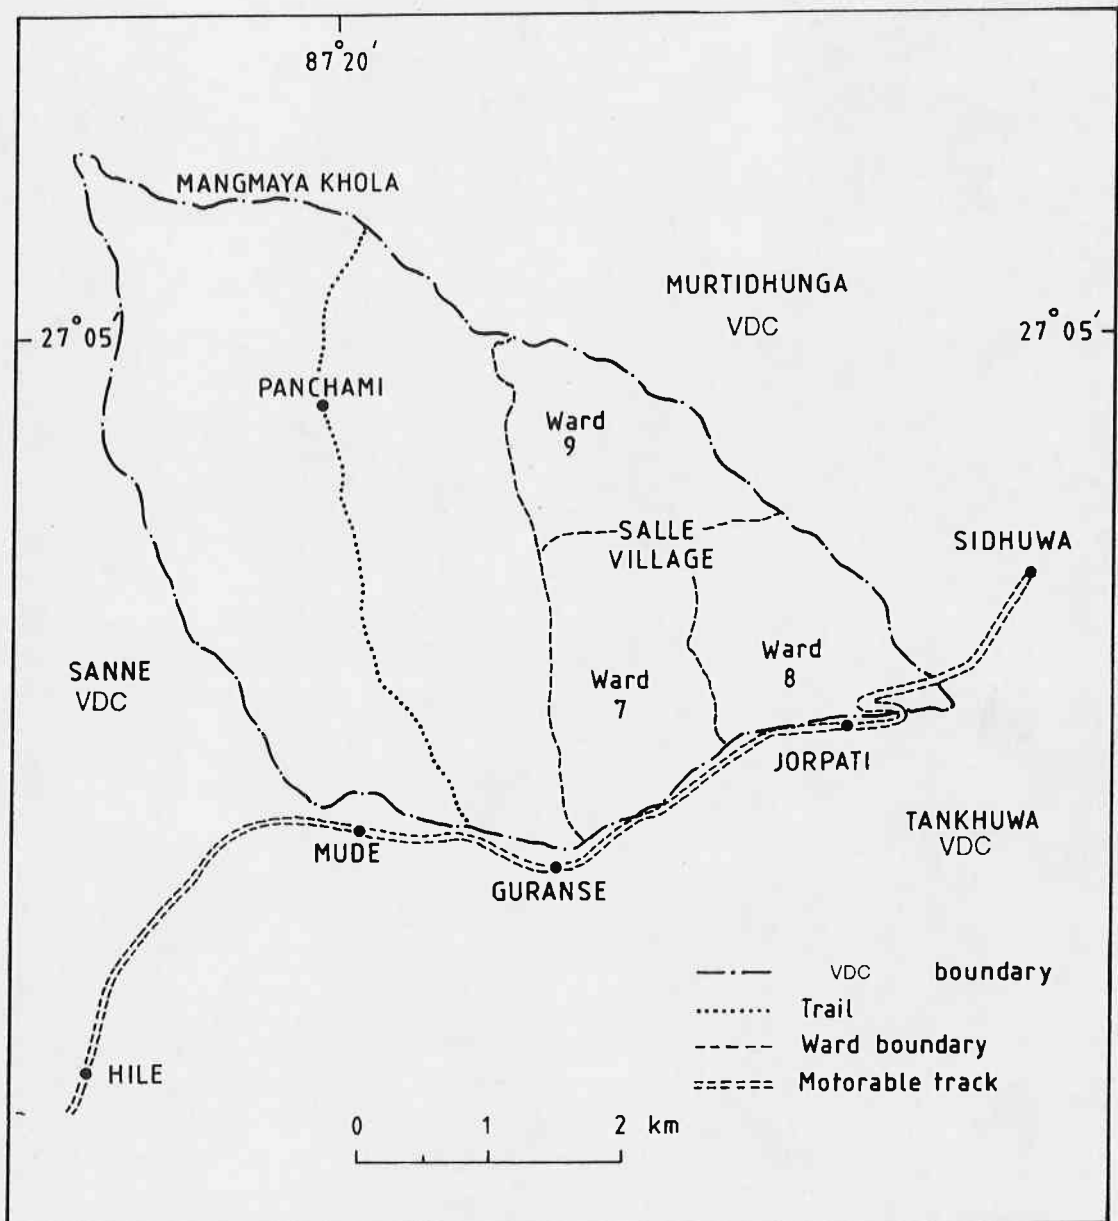 87°20′
MANGMAYA KHOLA
MURTIDHUNGA
VDC
27°05′
27°05′
PANCHAMI
Ward
9
SALLE
VILLAGE
SIDHUWA
SANNE
VDC
Ward
7
Ward
8
JORPATI
MUDE
GURANSE
TANKHUWA
VDC
HILE
VDC boundary
Trail
Ward boundary
Motorable track
0 1 2 km